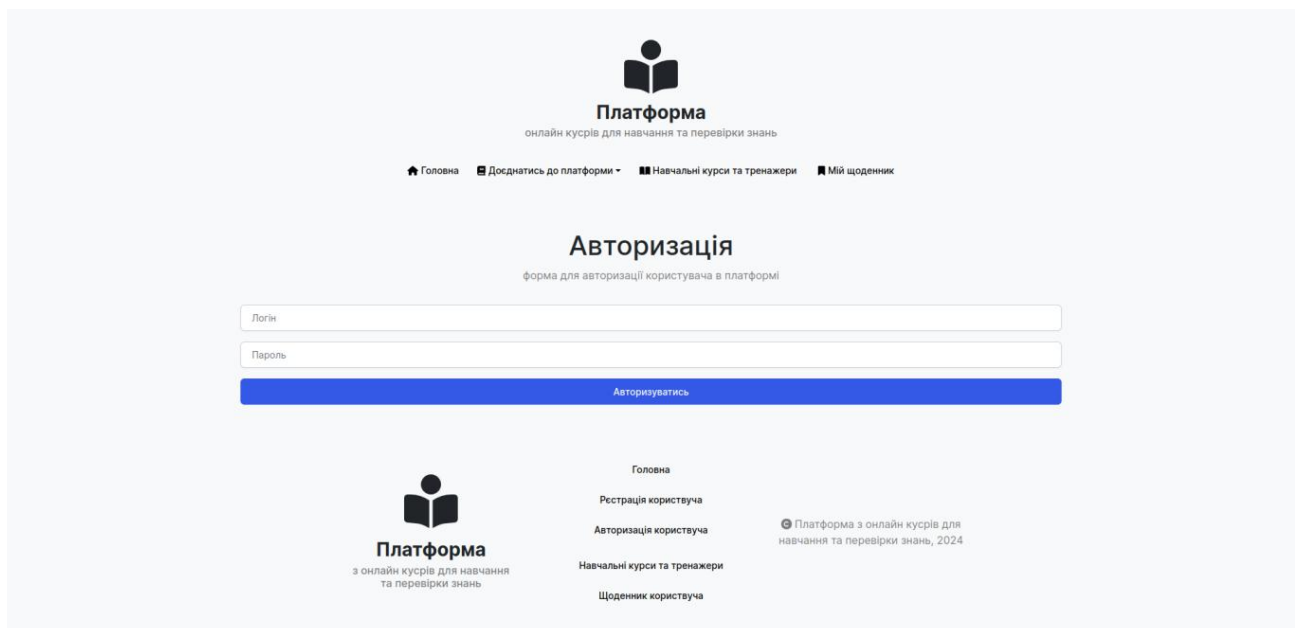 Платформа
онлайн кусрів для навчання та перевірки знань
Головна Доєднатись до платформи Навчальні курси та тренажери Мій щоденник
Авторизація
форма для авторизації користувача в платформі
Логін
Пароль
Авторизуватись
Платформа
з онлайн кусрів для навчання
та перевірки знань
Головна
Рєстрація користвуча
Авторизація користвуча
Навчальні курси та тренажери
Щоденник користвуча
© Платформа з онлайн кусрів для
навчання та перевірки знань, 2024